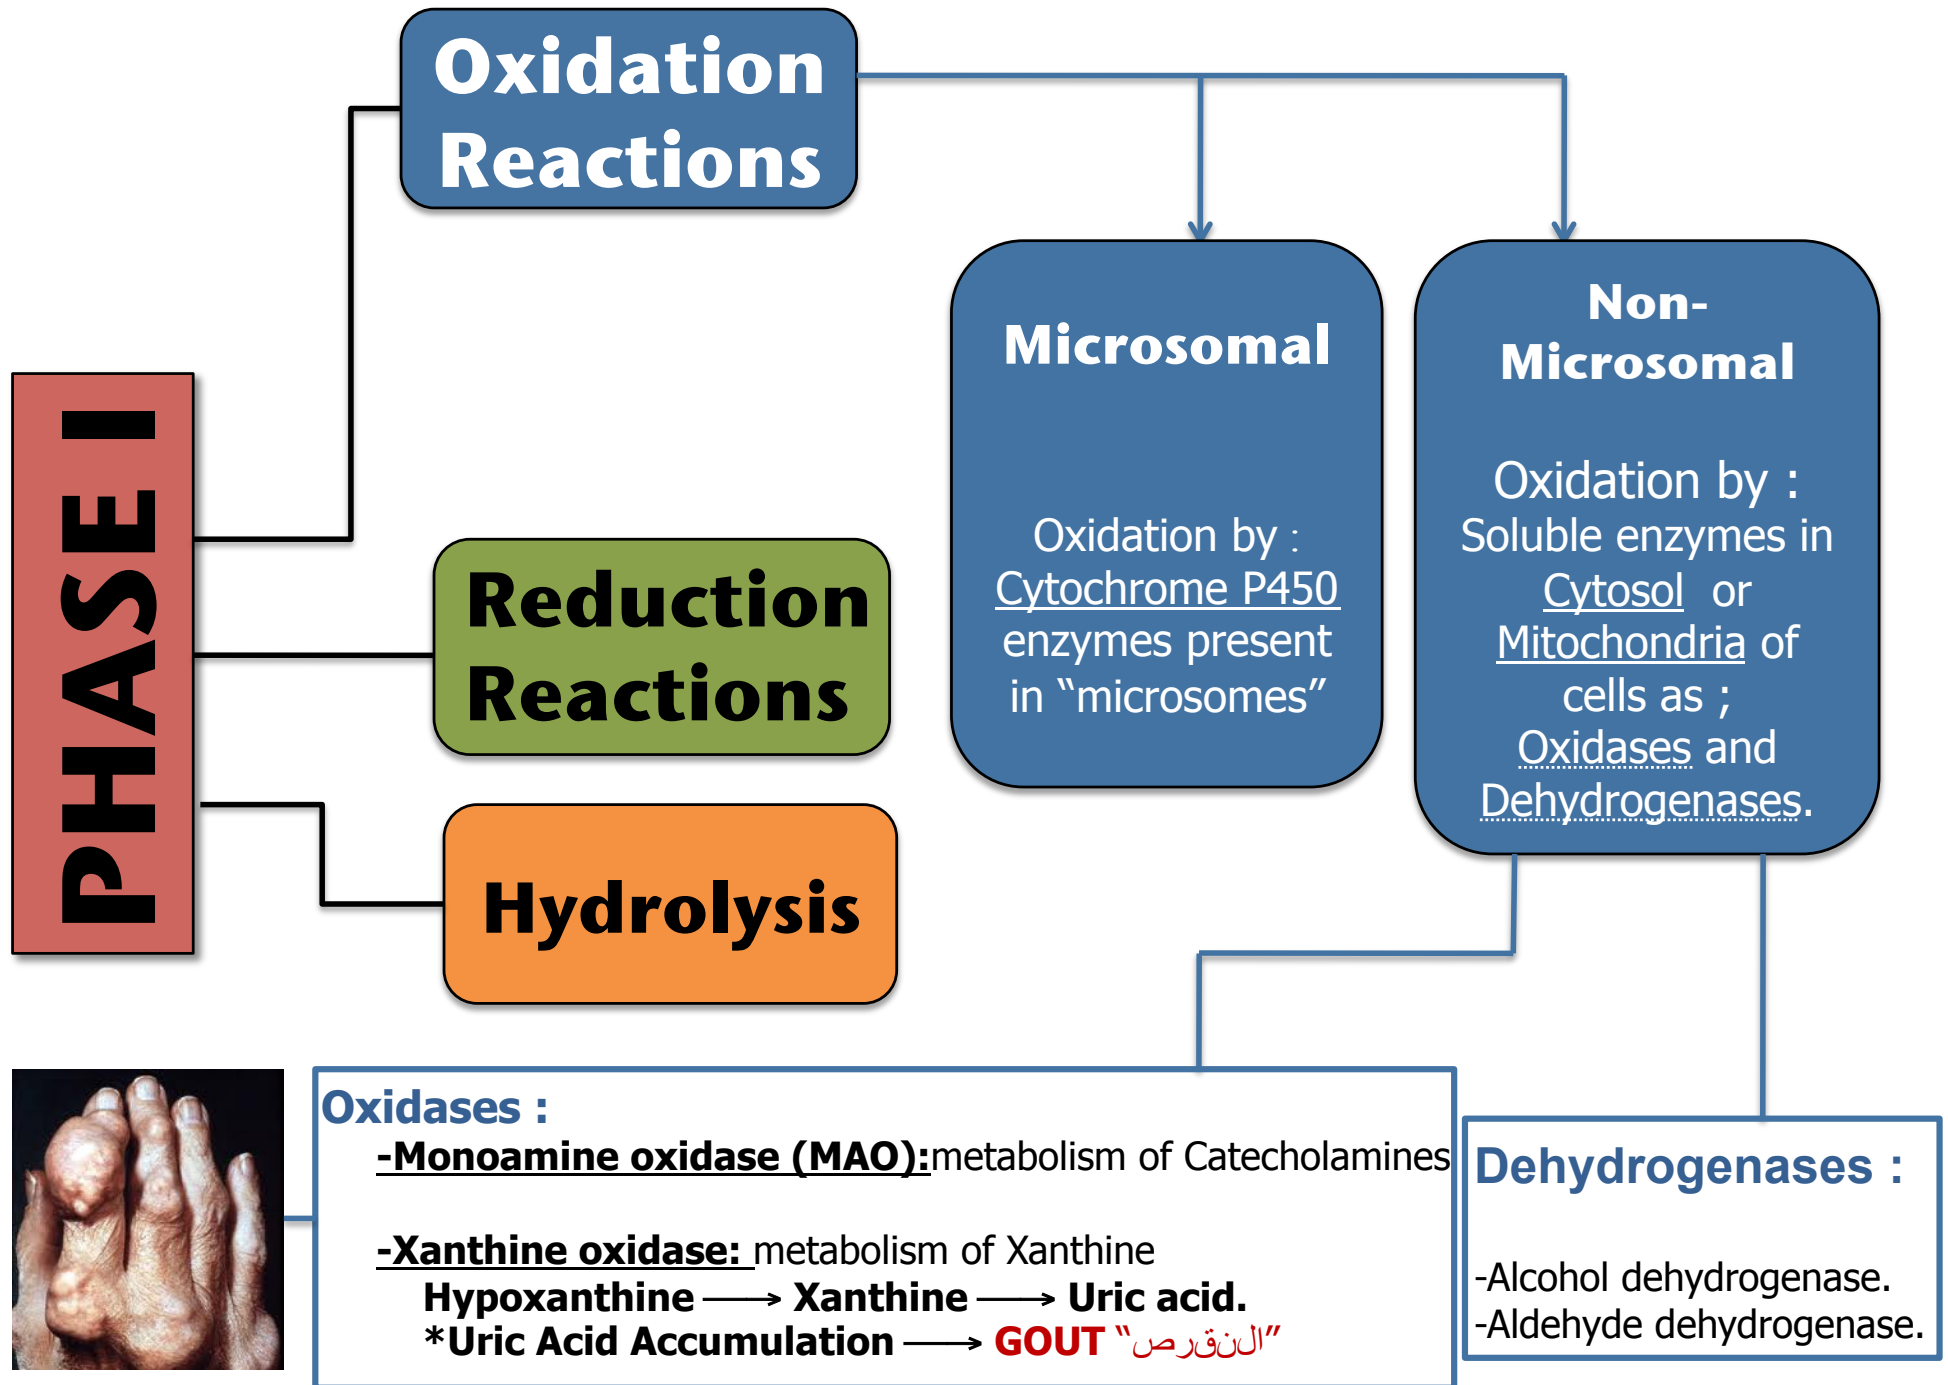 Oxidation
Reactions
Microsomal
Oxidation by :
Cytochrome P450
enzymes present
in “microsomes”
Non-
Microsomal
Oxidation by :
Soluble enzymes in
Cytosol or
Mitochondria of
cells as ;
Oxidases and
Dehydrogenases.
PHASE I
Reduction
Reactions
Hydrolysis
Oxidases :
-Monoamine oxidase (MAO):metabolism of Catecholamines
-Xanthine oxidase: metabolism of Xanthine
Hypoxanthine ⟶ Xanthine ⟶ Uric acid.
*Uric Acid Accumulation ⟶ GOUT “النقرص”
Dehydrogenases :
-Alcohol dehydrogenase.
-Aldehyde dehydrogenase.